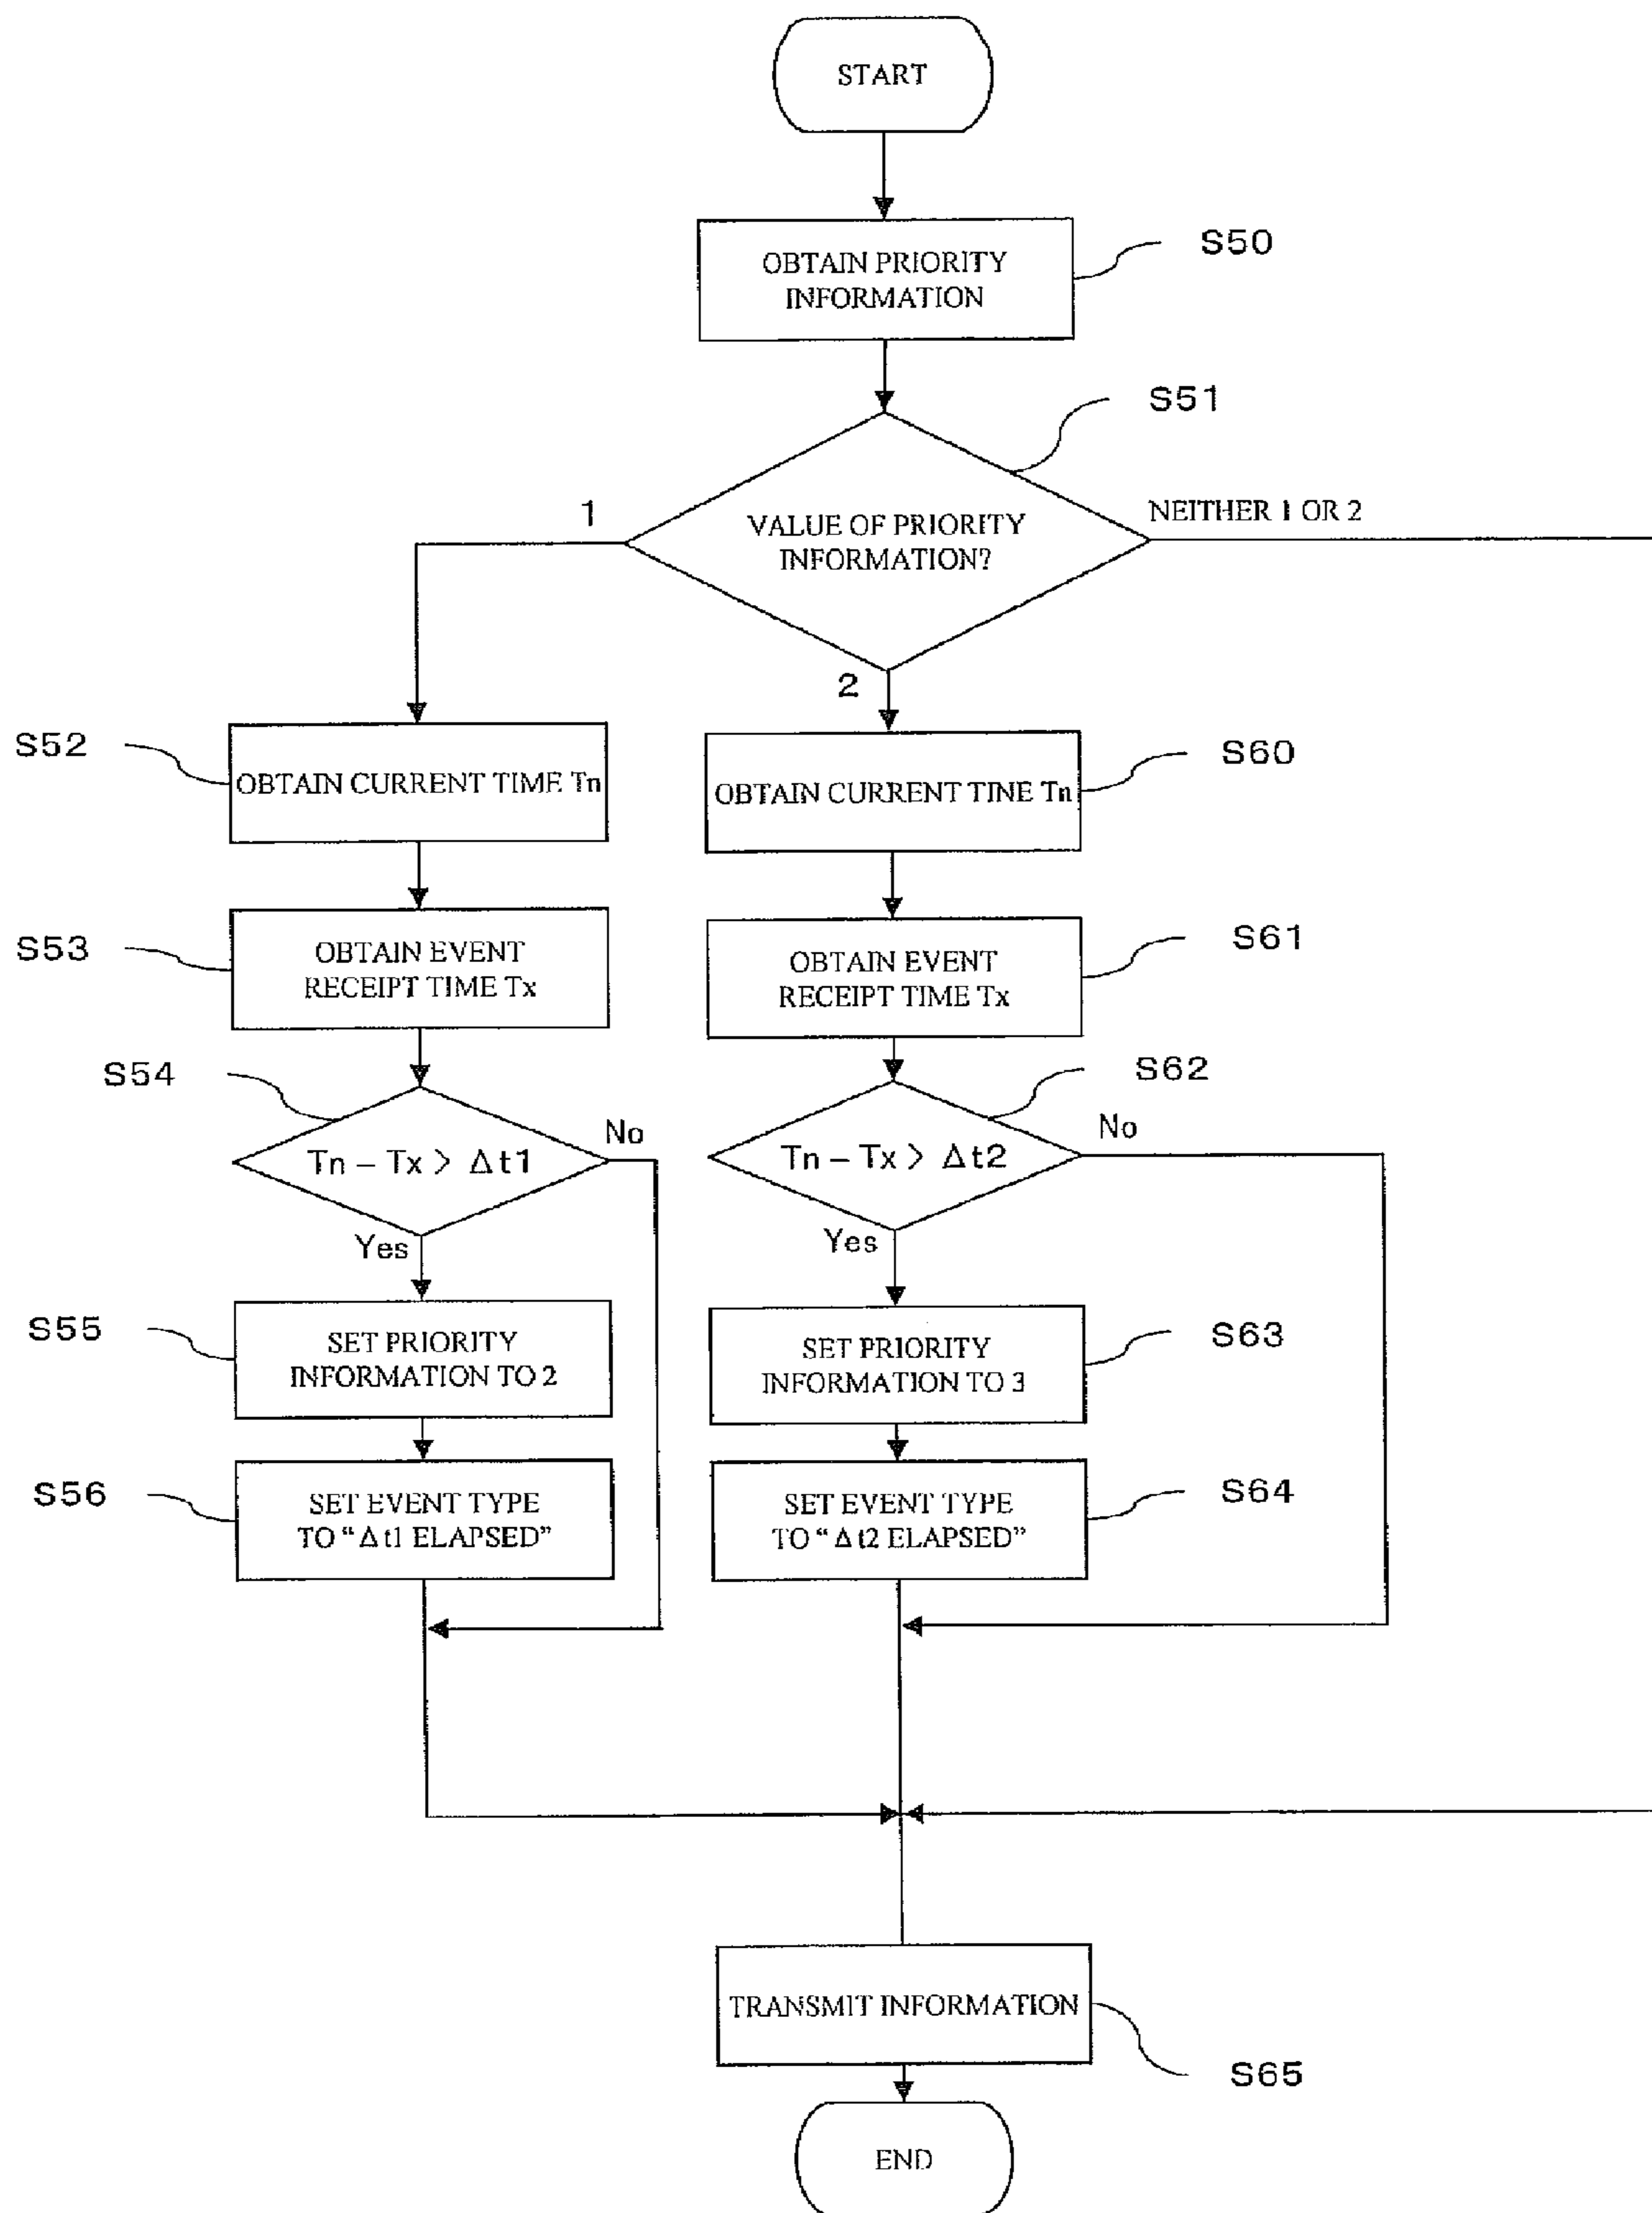 START
OBTAIN PRIORITY
INFORMATION
S50
S51
VALUE OF PRIORITY
INFORMATION?
1
NEITHER 1 OR 2
2
S52
OBTAIN CURRENT TIME Tn
S60
OBTAIN CURRENT TINE Tn
S53
OBTAIN EVENT
RECEIPT TIME Tx
S61
OBTAIN EVENT
RECEIPT TIME Tx
S54
Tn – Tx > Δt1
No
Yes
S62
Tn – Tx > Δt2
No
Yes
S55
SET PRIORITY
INFORMATION TO 2
S63
SET PRIORITY
INFORMATION TO 3
S56
SET EVENT TYPE
TO “Δt1 ELAPSED”
S64
SET EVENT TYPE
TO “Δt2 ELAPSED”
TRANSMIT INFORMATION
S65
END